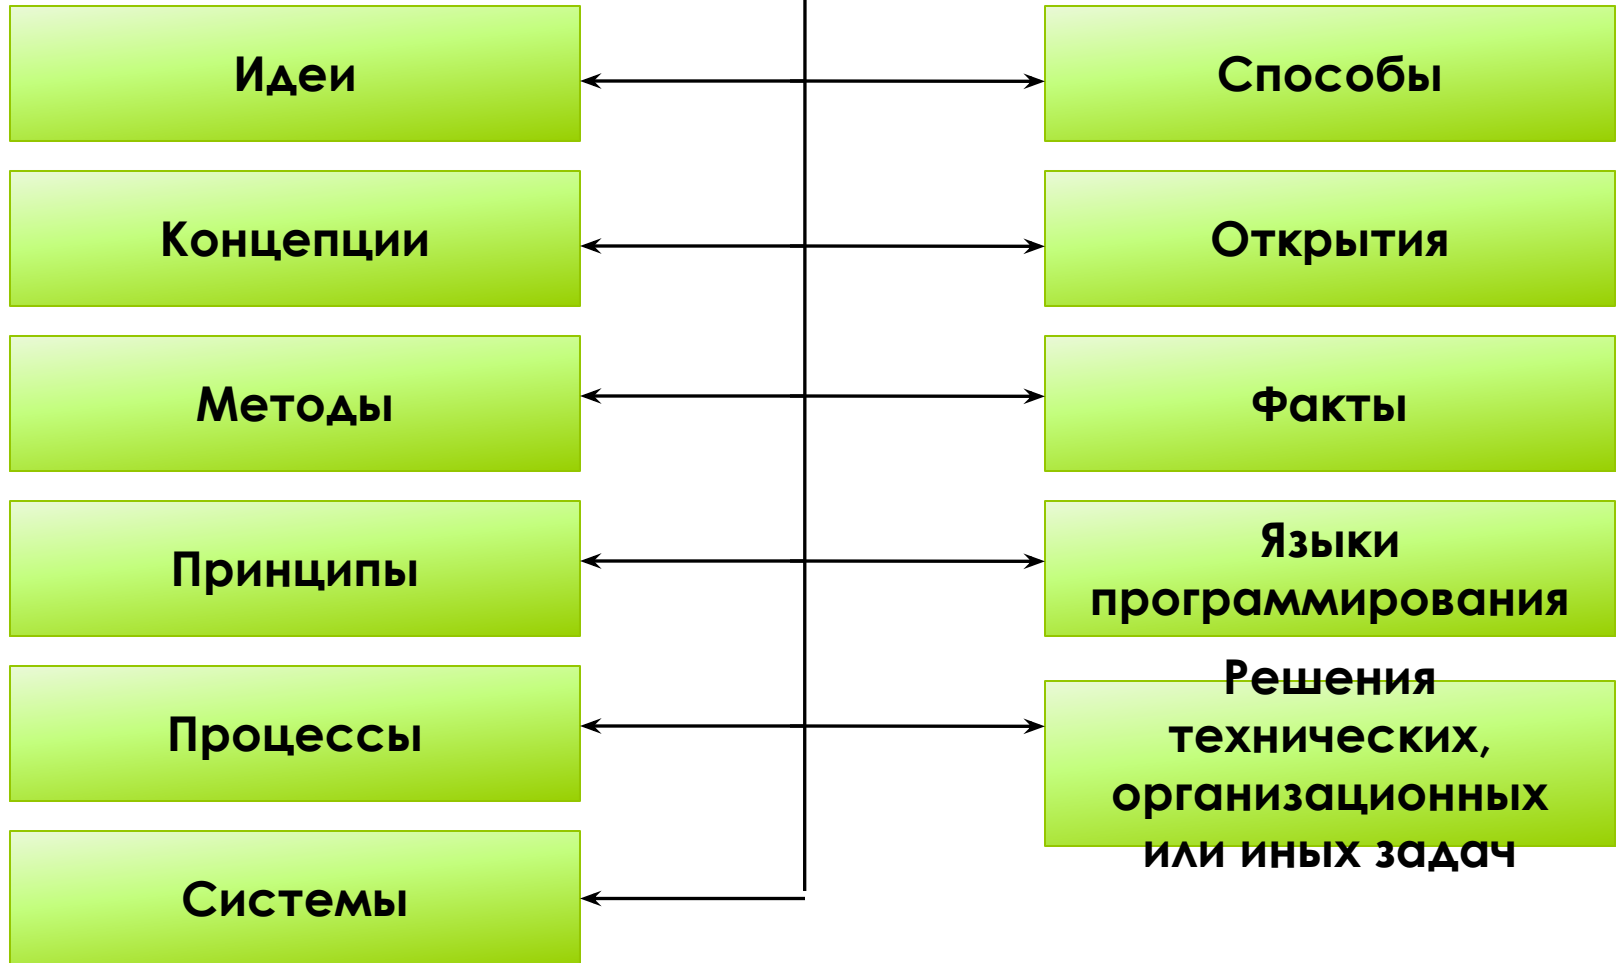 Идеи
Концепции
Методы
Принципы
Процессы
Системы
Способы
Открытия
Факты
Языки
программирования
Решения
технических,
организационных
или иных задач